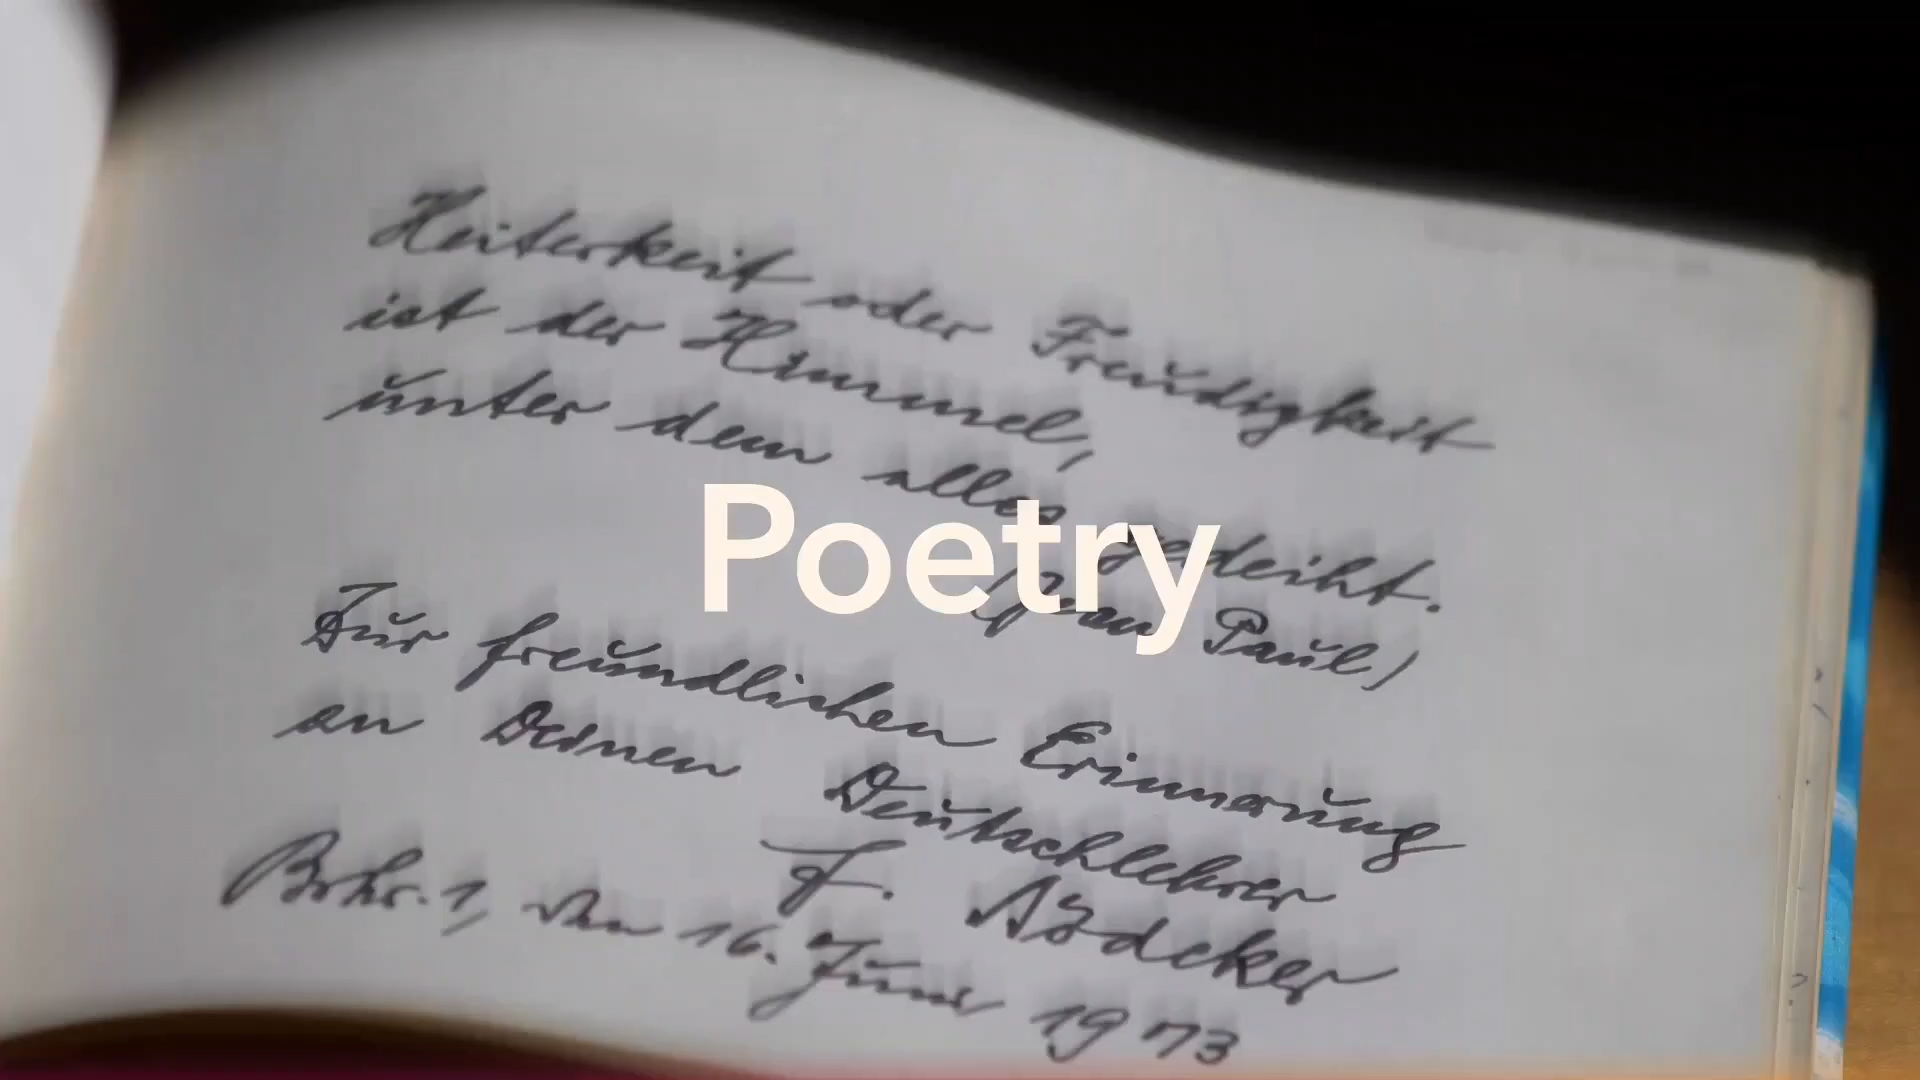 Heiterkeit oder Freudigkeit
ist der Himmel,
unter dem alles gedeiht.
(Jean Paul)
Poetry
Zur freundlichen Erinnerung
an Deinen Deutschlehrer
F.
den 16. Juni 1973